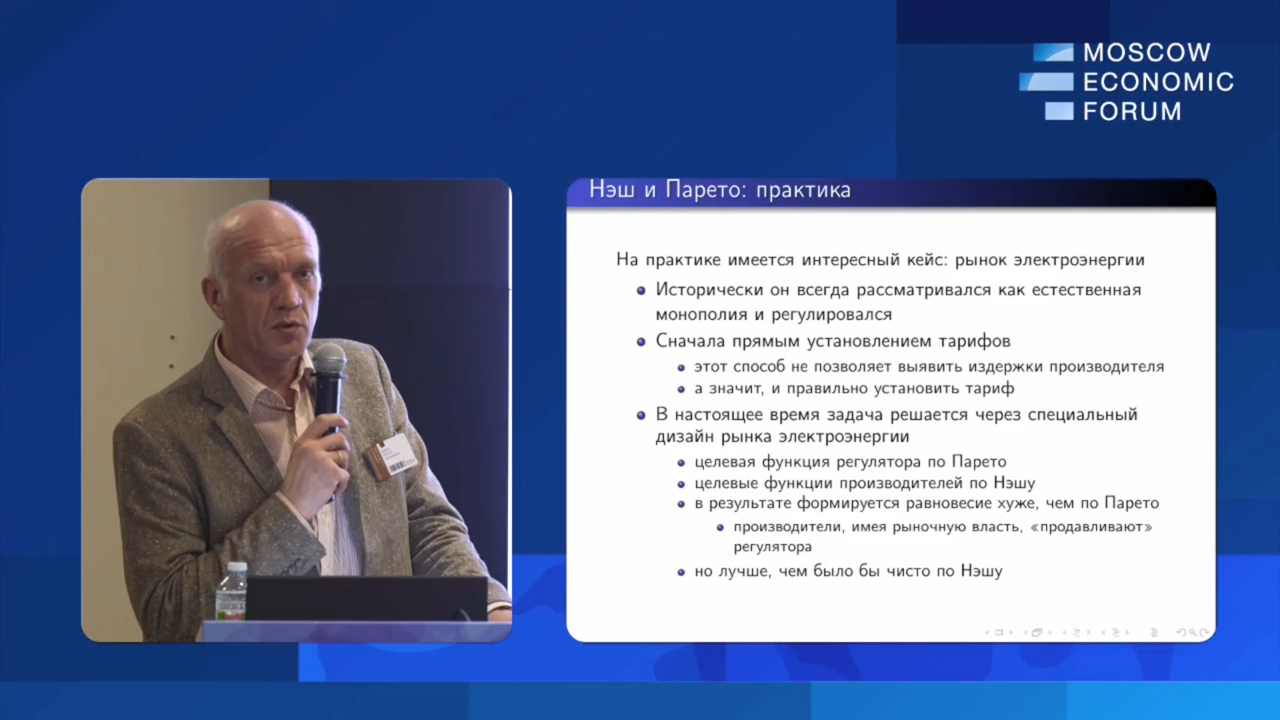 MOSCOW
ECONOMIC
FORUM
Нэш и Парето: практика
На практике имеется интересный кейс: рынок электроэнергии
Исторически он всегда рассматривался как естественная
монополия и регулировался
Сначала прямым установлением тарифов
этот способ не позволяет выявить издержки производителя
а значит, и правильно установить тариф
В настоящее время задача решается через специальный
дизайн рынка электроэнергии
целевая функция регулятора по Парето
целевые функции производителей по Нэшу
в результате формируется равновесие хуже, чем по Парето
производители, имея рыночную власть, «продавливают»
регулятора
но лучше, чем было бы чисто по Нэшу